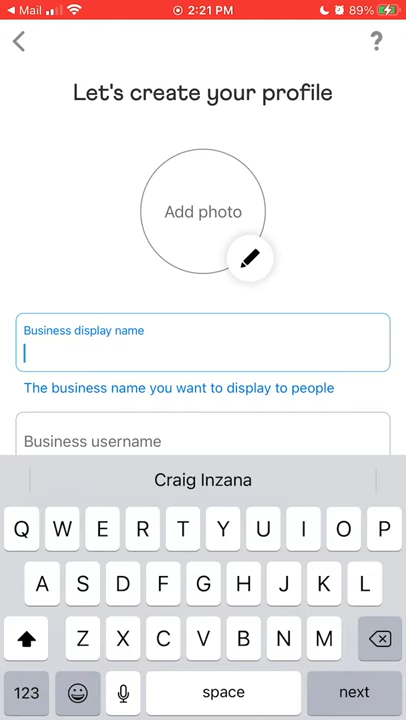 Mail 2:21 PM 89%
?
Let's create your profile
Add photo
Business display name
The business name you want to display to people
Business username
Craig Inzana
Q W E R T Y U I O P
A S D F G H J K L
Z X C V B N M
123 space next